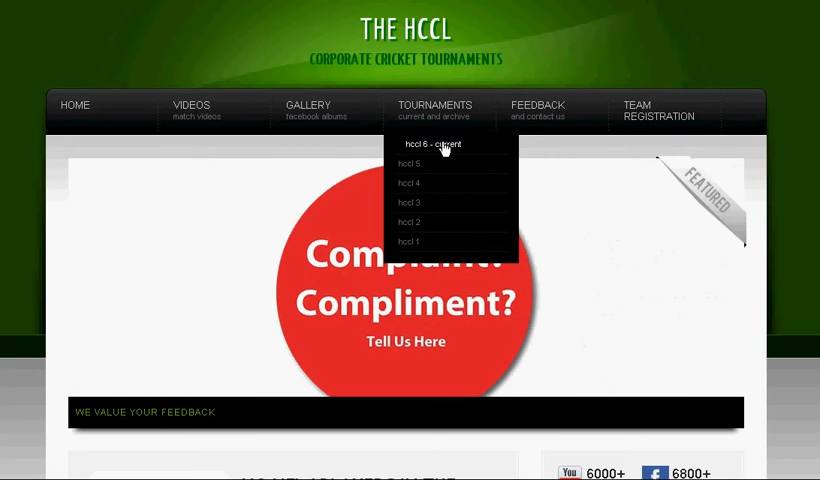 THE HCCL
CORPORATE CRICKET TOURNAMENTS
HOME
VIDEOS
match videos
GALLERY
facebook albums
TOURNAMENTS
current and archive
FEEDBACK
and contact us
TEAM
REGISTRATION
hccl 6 - current
hccl 5
hccl 4
hccl 3
hccl 2
hccl 1
FEATURED
Complaint?
Compliment?
Tell Us Here
WE VALUE YOUR FEEDBACK
You
6000+
f
6800+